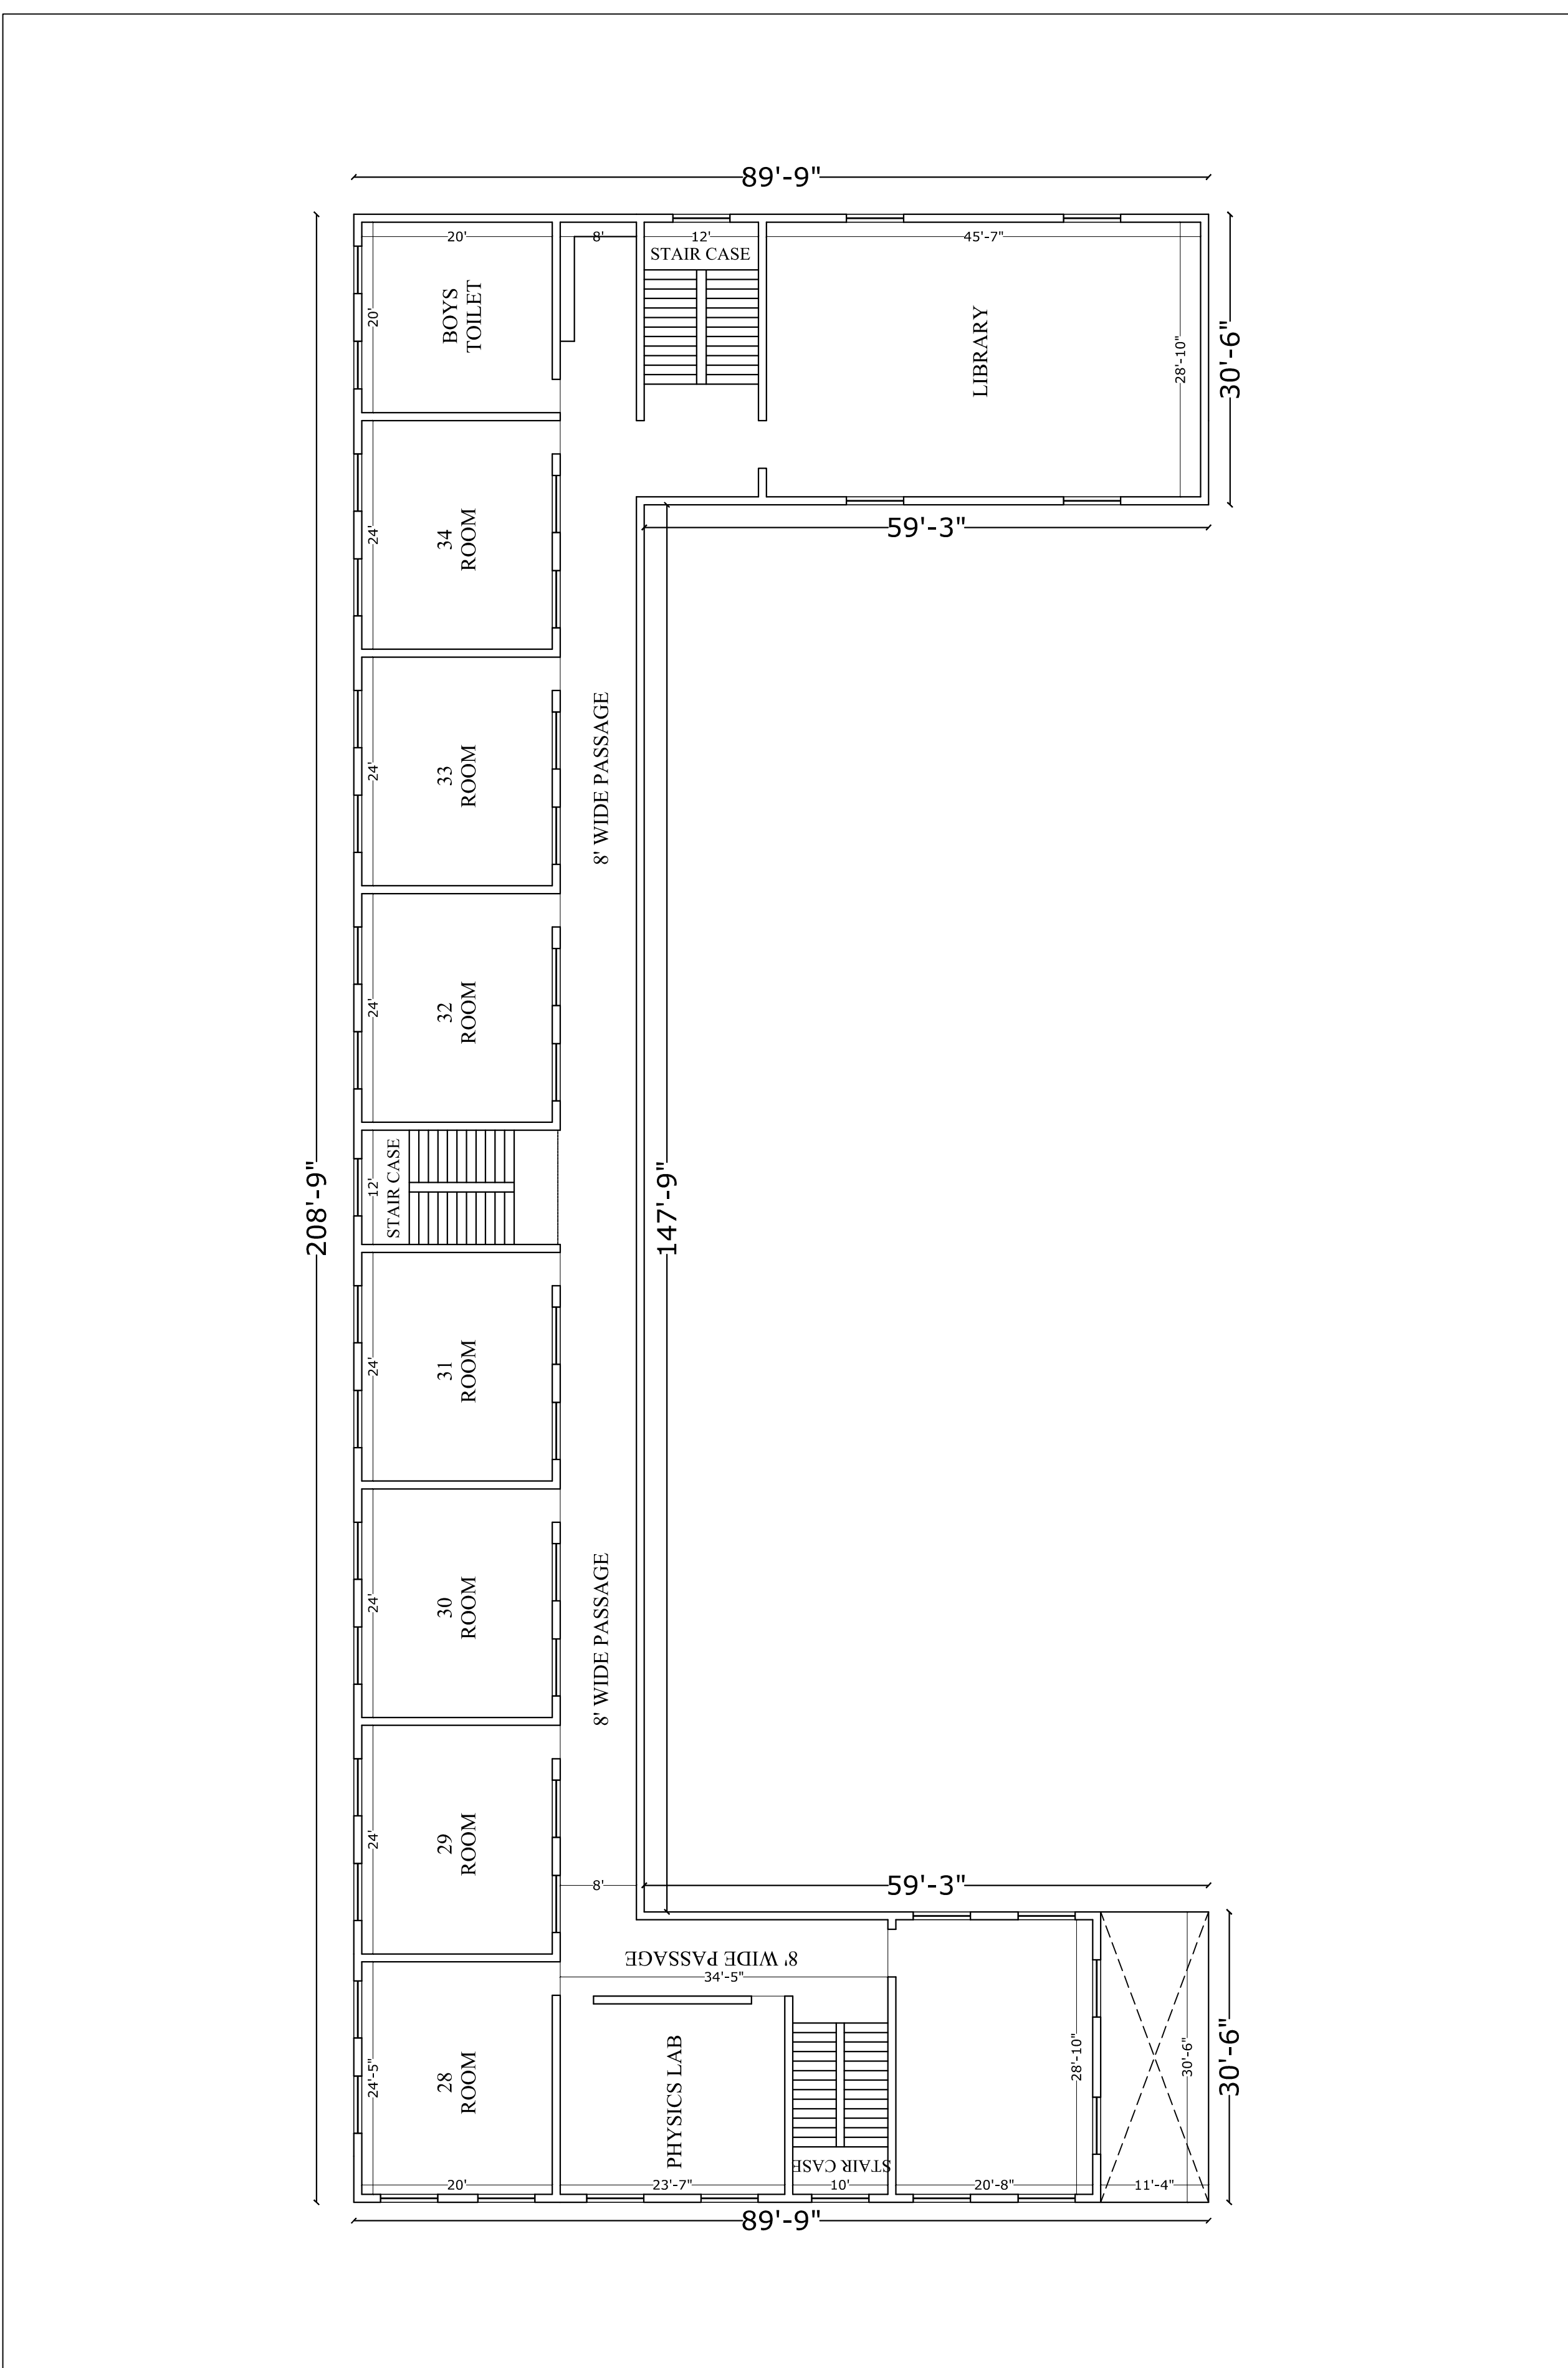 89'-9"
20'
8'
12'
45'-7"
STAIR CASE
BOYS
TOILET
20'
LIBRARY
28'-10"
30'-6"
59'-3"
24'
34
ROOM
8' WIDE PASSAGE
24'
33
ROOM
24'
32
ROOM
208'-9"
12'
STAIR CASE
147'-9"
24'
31
ROOM
24'
30
ROOM
8' WIDE PASSAGE
24'
29
ROOM
8'
59'-3"
8' WIDE PASSAGE
34'-5"
24'-5"
28
ROOM
PHYSICS LAB
28'-10"
30'-6"
30'-6"
STAIR CASE
20'
23'-7"
10'
20'-8"
11'-4"
89'-9"